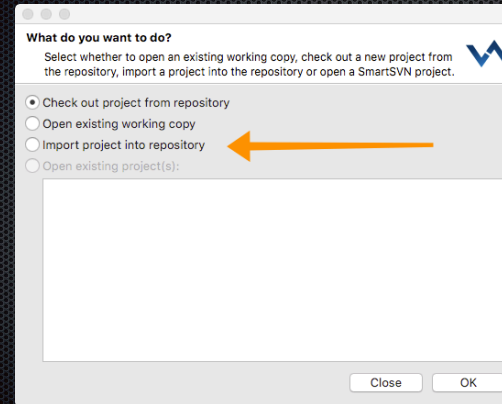 What do you want to do?
Select whether to open an existing working copy, check out a new project from
the repository, import a project into the repository or open a SmartSVN project.
Check out project from repository
Open existing working copy
Import project into repository
Open existing project(s):
Close
OK